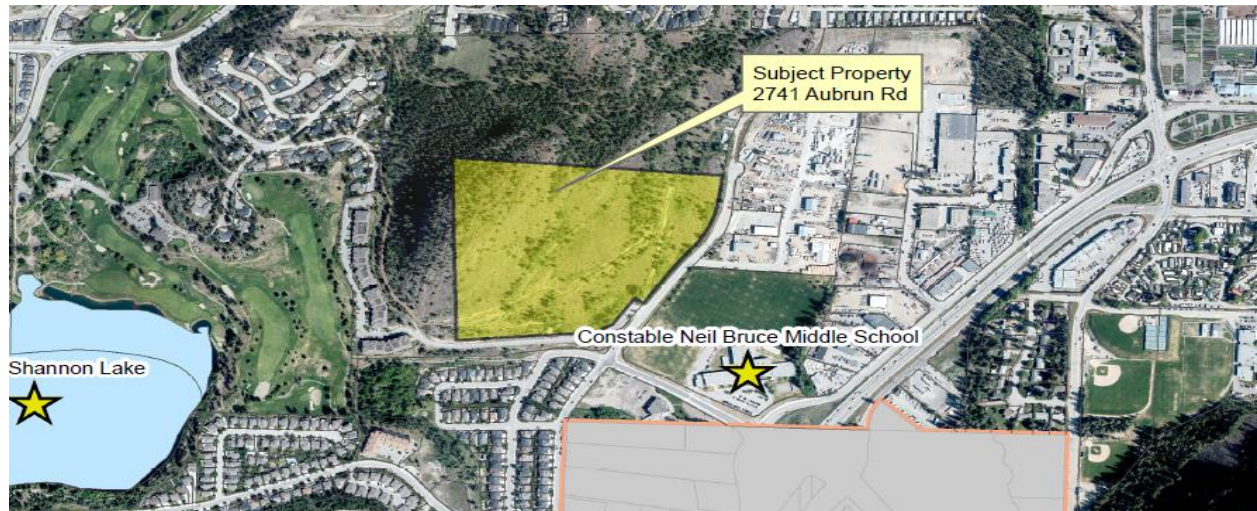 Subject Property
2741 Aubrun Rd
Constable Neil Bruce Middle School
Shannon Lake